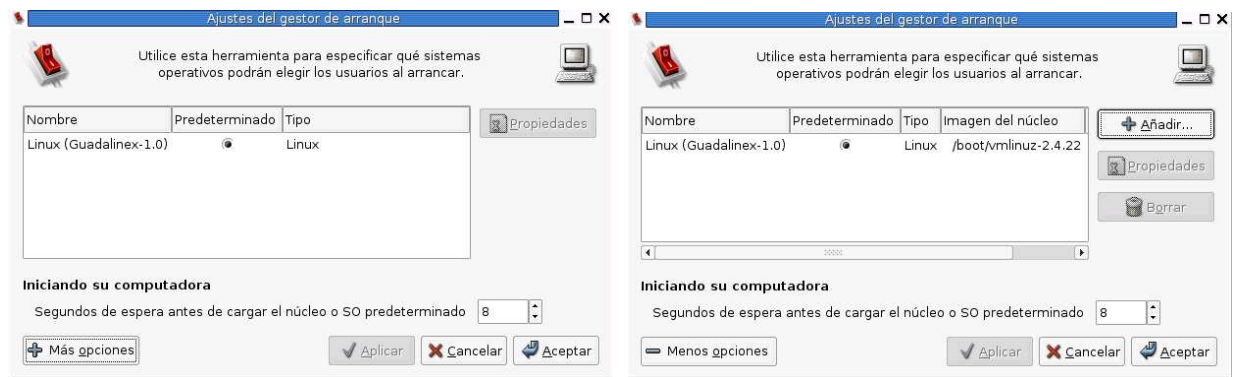 Ajustes del gestor de arranque
Utilice esta herramienta para especificar qué sistemas
operativos podrán elegir los usuarios al arrancar.
Nombre Predeterminado Tipo
Propiedades
Linux (Guadalinex-1.0) Linux
Iniciando su computadora
Segundos de espera antes de cargar el núcleo o SO predeterminado 8
Más opciones Aplicar Cancelar Aceptar
Ajustes del gestor de arranque
Utilice esta herramienta para especificar qué sistemas
operativos podrán elegir los usuarios al arrancar.
Nombre Predeterminado Tipo Imagen del núcleo
Añadir...
Linux (Guadalinex-1.0) Linux /boot/vmlinuz-2.4.22
Propiedades
Borrar
Iniciando su computadora
Segundos de espera antes de cargar el núcleo o SO predeterminado 8
Menos opciones Aplicar Cancelar Aceptar